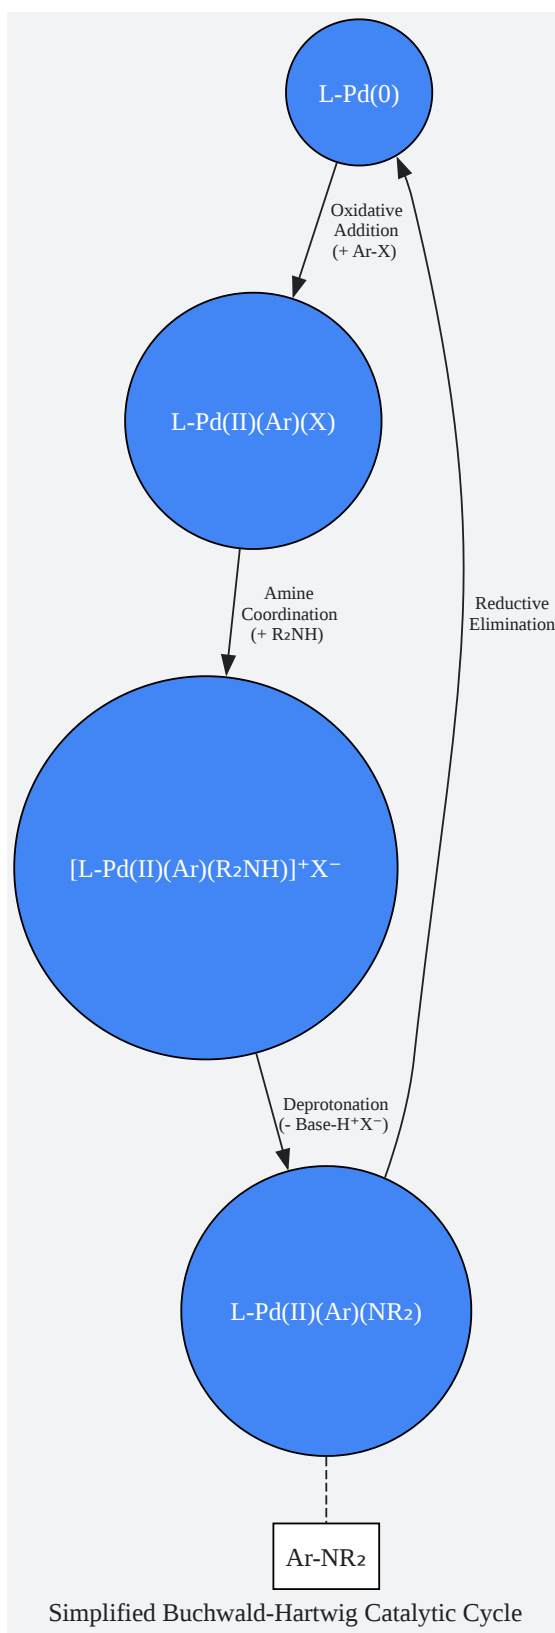 L-Pd(0)
Oxidative
Addition
(+ Ar-X)
L-Pd(II)(Ar)(X)
Amine
Coordination
(+ R₂NH)
Reductive
Elimination
[L-Pd(II)(Ar)(R₂NH)]⁺X⁻
Deprotonation
(- Base-H⁺X⁻)
L-Pd(II)(Ar)(NR₂)
Ar-NR₂
Simplified Buchwald-Hartwig Catalytic Cycle